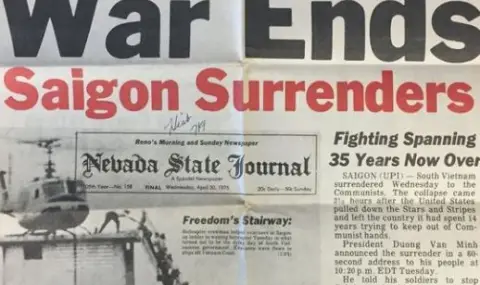 War Ends
Saigon Surrenders
Reno's Morning and Sunday Newspaper
Nevada State Journal
A Speidel Newspaper
FINAL Wednesday, April 30, 1975
Freedom's Stairway:
Fighting Spanning
35 Years Now Over
SAIGON (UPI) — South Vietnam
surrendered Wednesday to the
Communists. The collapse came
2½ hours after the United States
pulled down the Stars and Stripes
and left the country it had spent 14
years trying to keep out of Com-
munist hands.
President Duong Van Minh
announced the surrender in a 60-
second address to his people at
10:20 p.m. EDT Tuesday.
He told his soldiers to stop